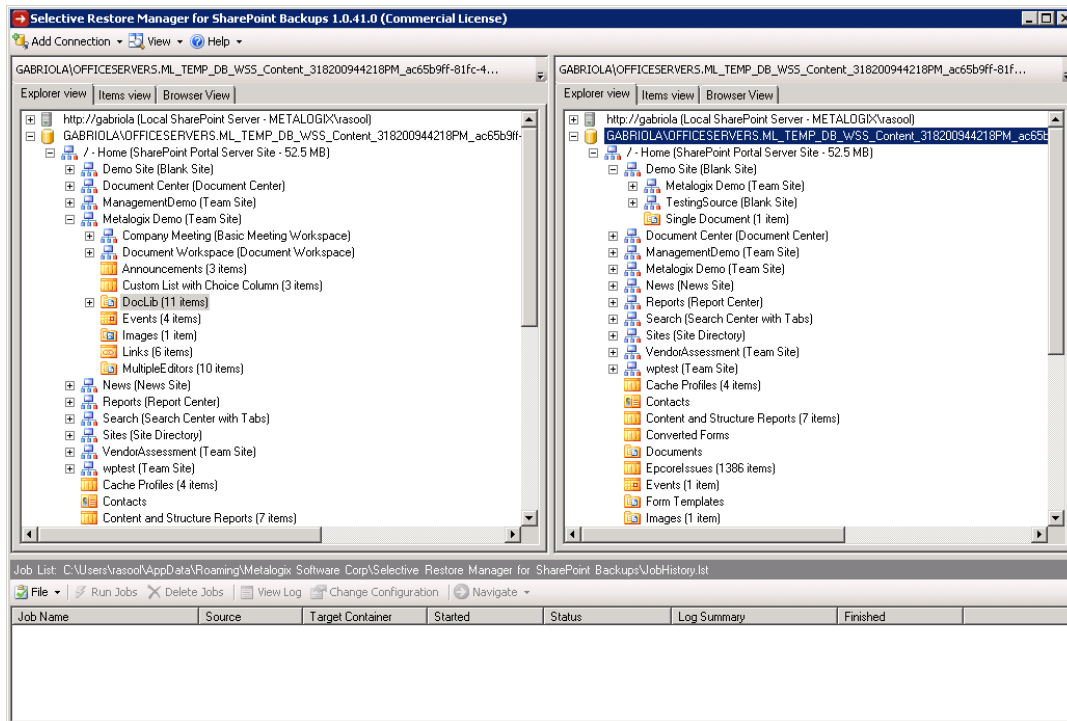 Selective Restore Manager for SharePoint Backups 1.0.41.0 (Commercial License)
Add Connection View Help
GABRIOLA\OFFICESERVERS.ML_TEMP_DB_WSS_Content_318200944218PM_ac65b9ff-81fc-4...
Explorer view Items view Browser View
http://gabriola (Local SharePoint Server - METALOGIX\rasool)
GABRIOLA\OFFICESERVERS.ML_TEMP_DB_WSS_Content_318200944218PM_ac65b9ff-
/ - Home (SharePoint Portal Server Site - 52.5 MB)
Demo Site (Blank Site)
Document Center (Document Center)
ManagementDemo (Team Site)
Metalogix Demo (Team Site)
Company Meeting (Basic Meeting Workspace)
Document Workspace (Document Workspace)
Announcements (3 items)
Custom List with Choice Column (3 items)
DocLib (11 items)
Events (4 items)
Images (1 item)
Links (6 items)
MultipleEditors (10 items)
News (News Site)
Reports (Report Center)
Search (Search Center with Tabs)
Sites (Site Directory)
VendorAssessment (Team Site)
wptest (Team Site)
Cache Profiles (4 items)
Contacts
Content and Structure Reports (7 items)
GABRIOLA\OFFICESERVERS.ML_TEMP_DB_WSS_Content_318200944218PM_ac65b9ff-81f...
Explorer view Items view Browser View
http://gabriola (Local SharePoint Server - METALOGIX\rasool)
GABRIOLA\OFFICESERVERS.ML_TEMP_DB_WSS_Content_318200944218PM_ac65b
/ - Home (SharePoint Portal Server Site - 52.5 MB)
Demo Site (Blank Site)
Metalogix Demo (Team Site)
TestingSource (Blank Site)
Single Document (1 item)
Document Center (Document Center)
ManagementDemo (Team Site)
Metalogix Demo (Team Site)
News (News Site)
Reports (Report Center)
Search (Search Center with Tabs)
Sites (Site Directory)
VendorAssessment (Team Site)
wptest (Team Site)
Cache Profiles (4 items)
Contacts
Content and Structure Reports (7 items)
Converted Forms
Documents
EpcoreIssues (1386 items)
Events (1 item)
Form Templates
Images (1 item)
Job List: C:\Users\rasool\AppData\Roaming\Metalogix Software Corp\Selective Restore Manager for SharePoint Backups\JobHistory.lst
File Run Jobs Delete Jobs View Log Change Configuration Navigate
Job Name Source Target Container Started Status Log Summary Finished